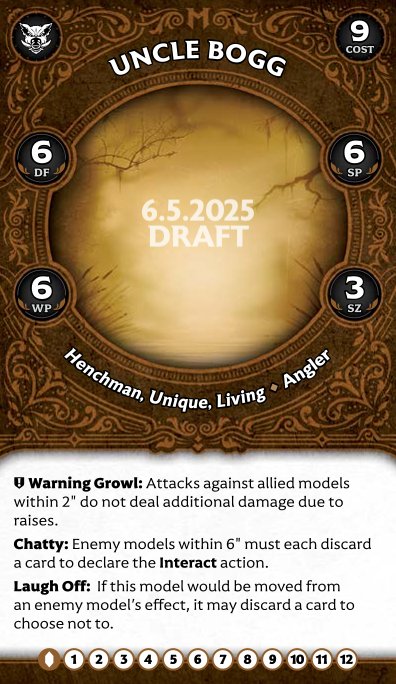 UNCLE BOGG
9
COST
6
DF
6
SP
6.5.2025
DRAFT
6
WP
3
SZ
Henchman, Unique, Living ⬥ Angler
Warning Growl: Attacks against allied models
within 2" do not deal additional damage due to
raises.
Chatty: Enemy models within 6" must each discard
a card to declare the Interact action.
Laugh Off: If this model would be moved from
an enemy model's effect, it may discard a card to
choose not to.
1 2 3 4 5 6 7 8 9 10 11 12